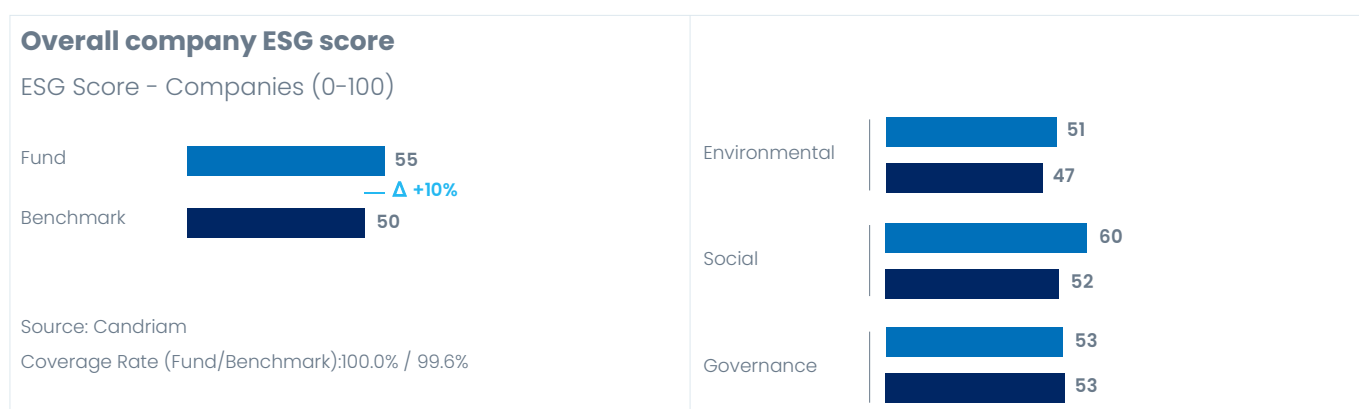 Overall company ESG score
ESG Score - Companies (0-100)
Fund
55
Δ +10%
Benchmark
50
Source: Candriam
Coverage Rate (Fund/Benchmark):100.0% / 99.6%
Environmental
51
47
Social
60
52
Governance
53
53